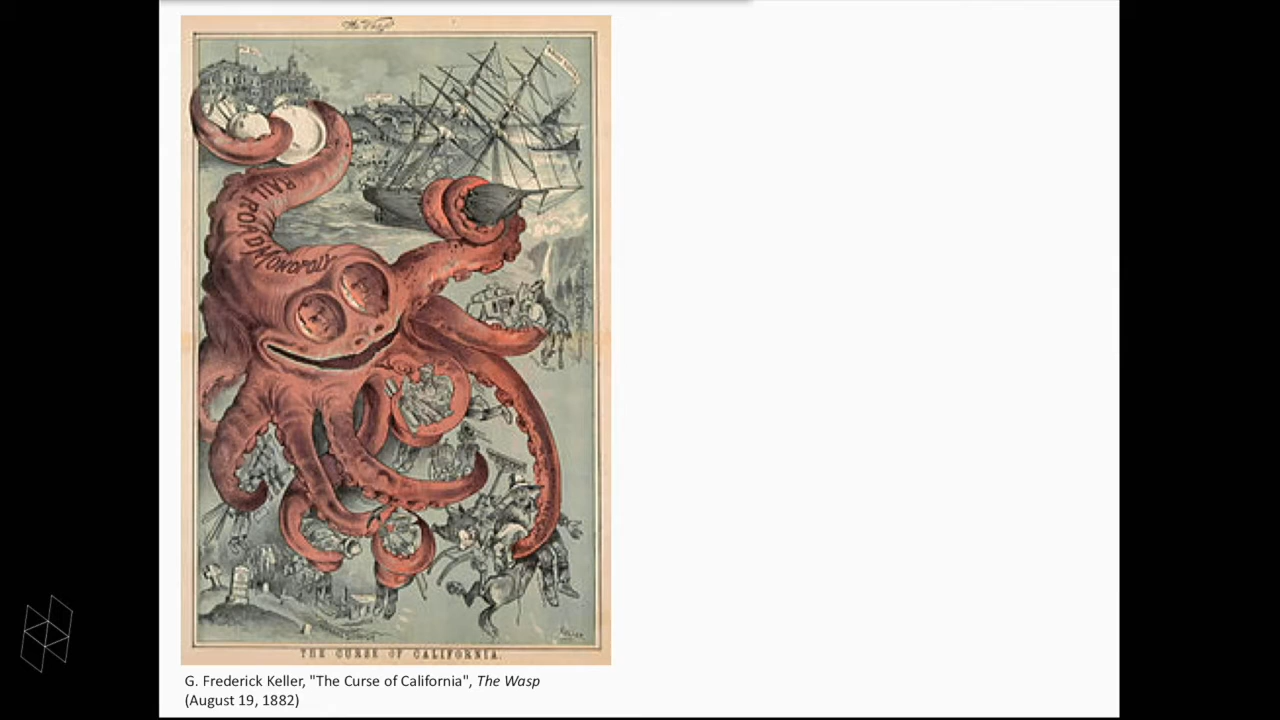 The Wasp
RAILROAD MONOPOLY
KELLER
THE CURSE OF CALIFORNIA.
G. Frederick Keller, "The Curse of California", The Wasp
(August 19, 1882)